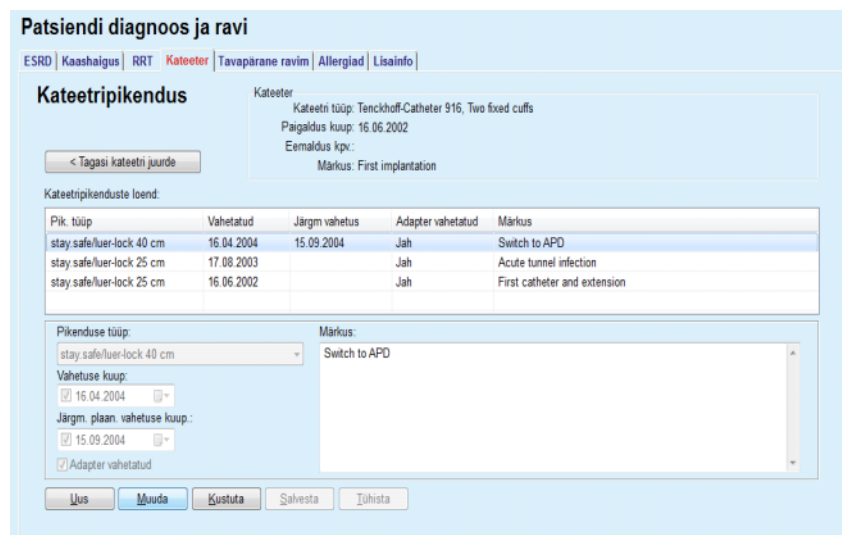 Patsiendi diagnoos ja ravi
ESRD Kaashaigus RRT Kateeter Tavapärane ravim Allergiad Lisainfo
Kateetripikendus
Kateeter
Kateetri tüüp: Tenckhoff-Catheter 916, Two fixed cuffs
Paigaldus kuup: 16.06.2002
Eemaldus kpv.:
Märkus: First implantation
< Tagasi kateetri juurde
Kateetripikenduste loend:
Pik. tüüp Vahetatud Järgm vahetus Adapter vahetatud Märkus
stay.safe/luer-lock 40 cm 16.04.2004 15.09.2004 Jah Switch to APD
stay.safe/luer-lock 25 cm 17.08.2003 Jah Acute tunnel infection
stay.safe/luer-lock 25 cm 16.06.2002 Jah First catheter and extension
Pikenduse tüüp: Märkus:
stay.safe/luer-lock 40 cm Switch to APD
Vahetuse kuup:
16.04.2004
Järgm. plaan. vahetuse kuup.:
15.09.2004
Adapter vahetatud
Uus Muuda Kustuta Salvesta Tühista